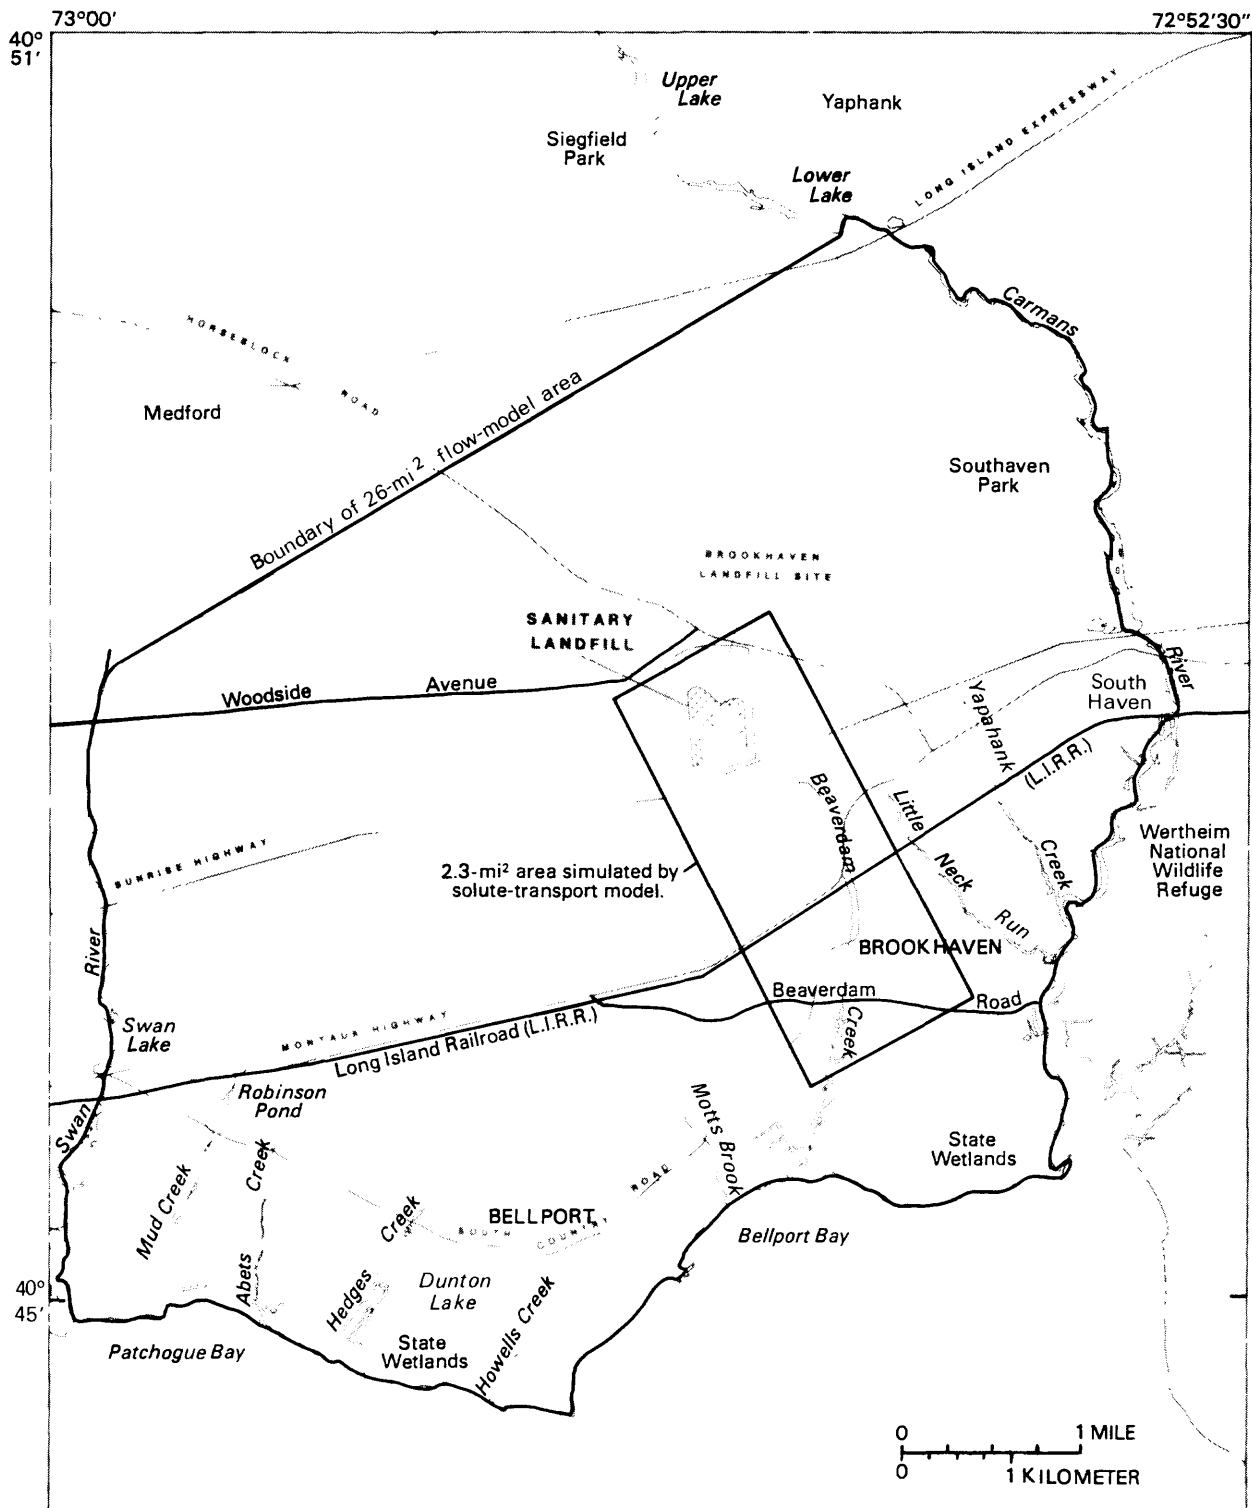 73°00'
72°52'30"
40°
51'
Upper
Lake
Yaphank
LONG ISLAND EXPRESSWAY
Siegfield
Park
Lower
Lake
Carmans
HORSEBLOCK
ROAD
Medford
Boundary of 26-mi² flow-model area
Southaven
Park
BROOKHAVEN
LANDFILL SITE
SANITARY
LANDFILL
Woodside Avenue
River
South
Haven
Yapahank
(L.I.R.R.)
Beaverdam
Little
Neck
Run
Creek
Wertheim
National
Wildlife
Refuge
SUNRISE HIGHWAY
2.3-mi² area simulated by
solute-transport model.
River
BROOKHAVEN
Beaverdam Road
Creek
Swan
Lake
MONTAUK HIGHWAY
Long Island Railroad (L.I.R.R.)
Robinson
Pond
Swan
Motts Brook
State
Wetlands
Mud Creek
Creek
Abets
Creek
Hedges
ROAD
BELLPORT
SOUTH COUNTRY
Bellport Bay
Dunton
Lake
Howells Creek
40°
45'
Patchogue Bay
State
Wetlands
0 1 MILE
0 1 KILOMETER